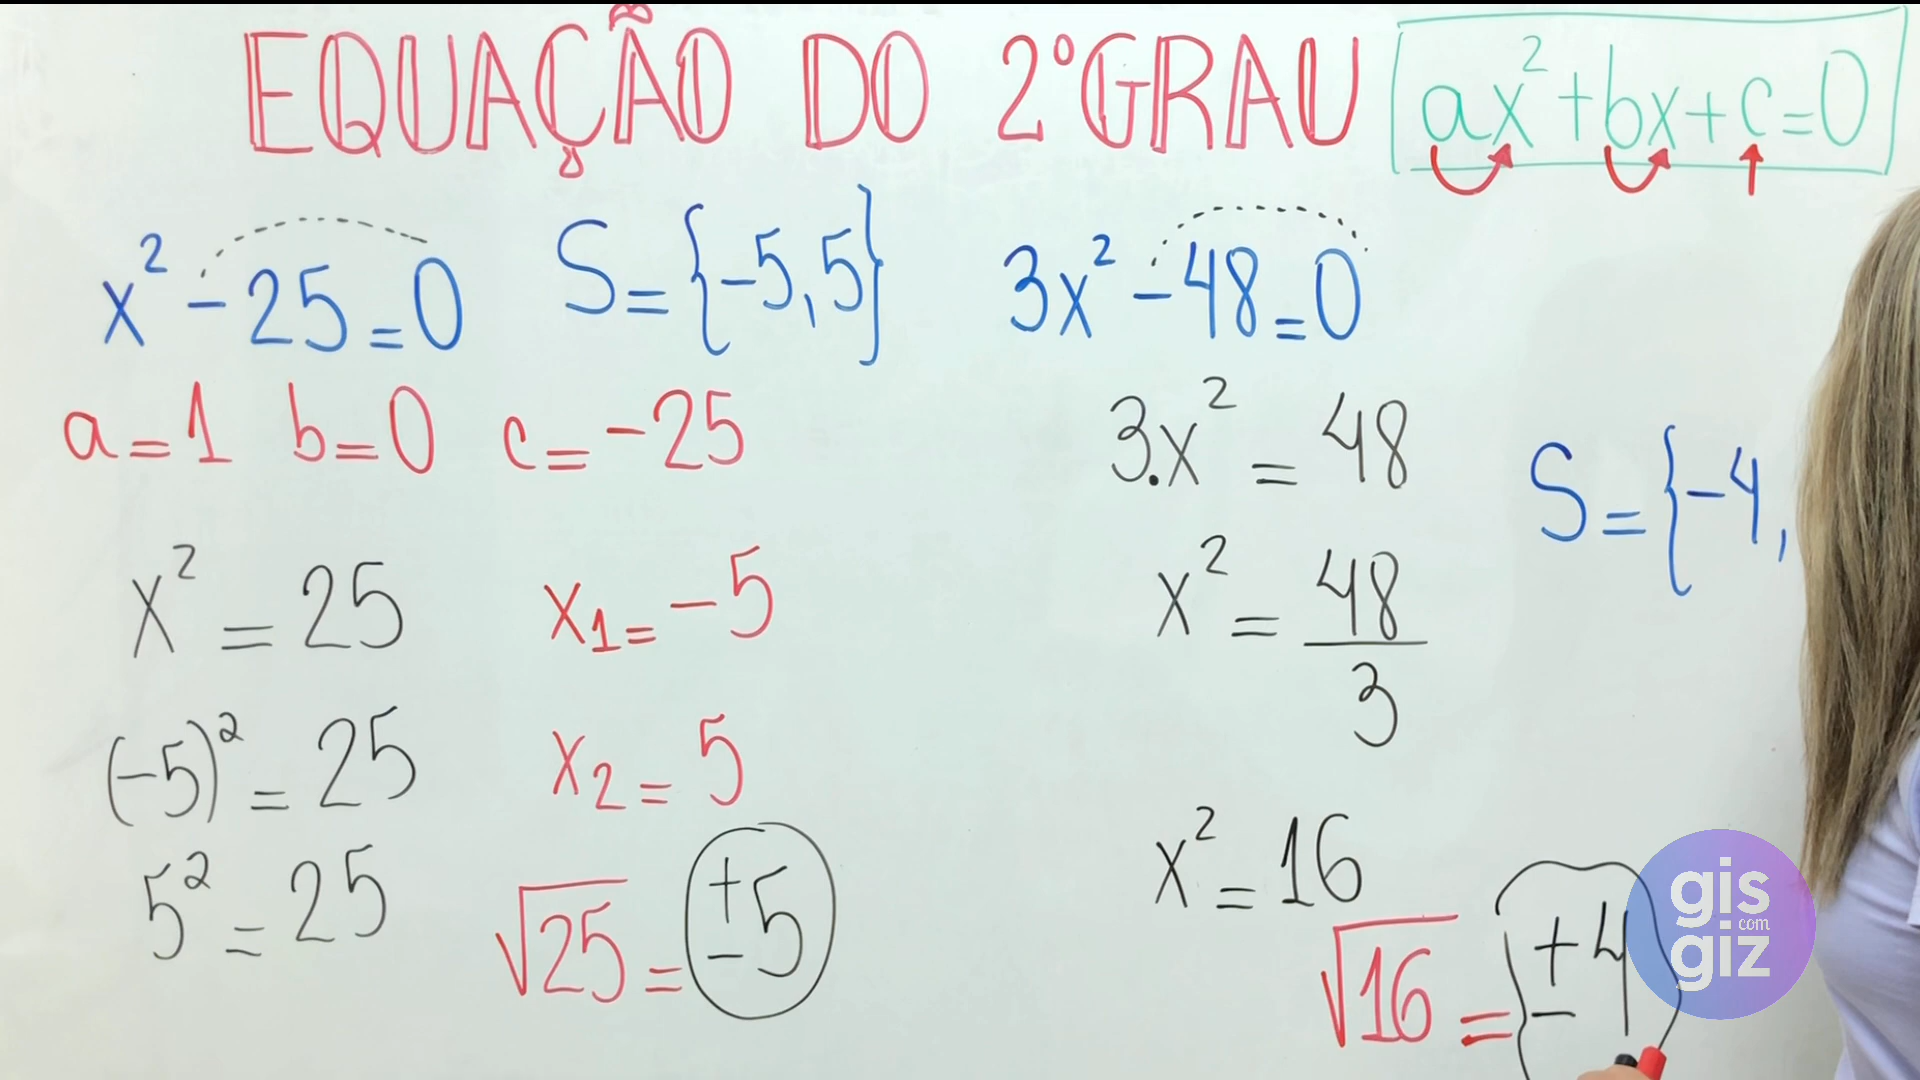 EQUAÇÃO DO 2º GRAU
ax² + bx + c = 0
x² - 25 = 0
S = {-5, 5}
a = 1 b = 0 c = -25
x² = 25
x₁ = -5
(-5)² = 25
x₂ = 5
5² = 25
√25 = ±5
3x² - 48 = 0
3.x² = 48
S = {-4,
x² = 48/3
x² = 16
√16 = ±4
gis
com
giz